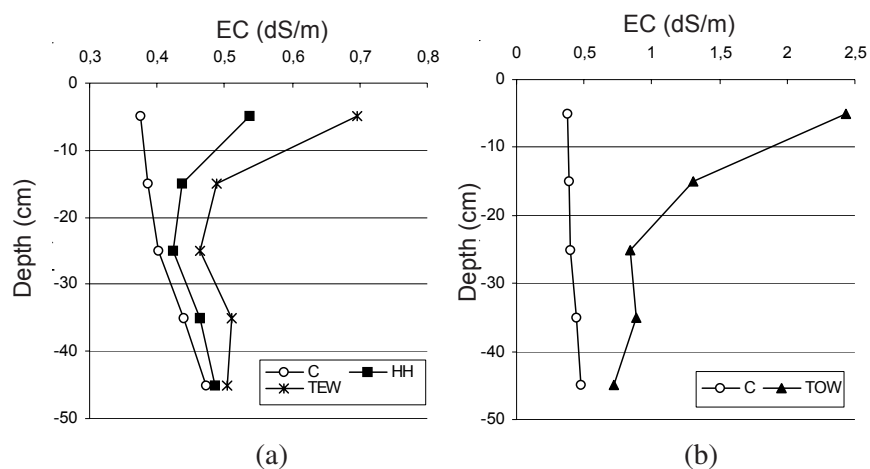 EC (dS/m)
0,3 0,4 0,5 0,6 0,7 0,8
0
-10
-20
-30
-40
-50
Depth (cm)
C HH
TEW
(a)
EC (dS/m)
0 0,5 1 1,5 2 2,5
0
-10
-20
-30
-40
-50
Depth (cm)
C TOW
(b)